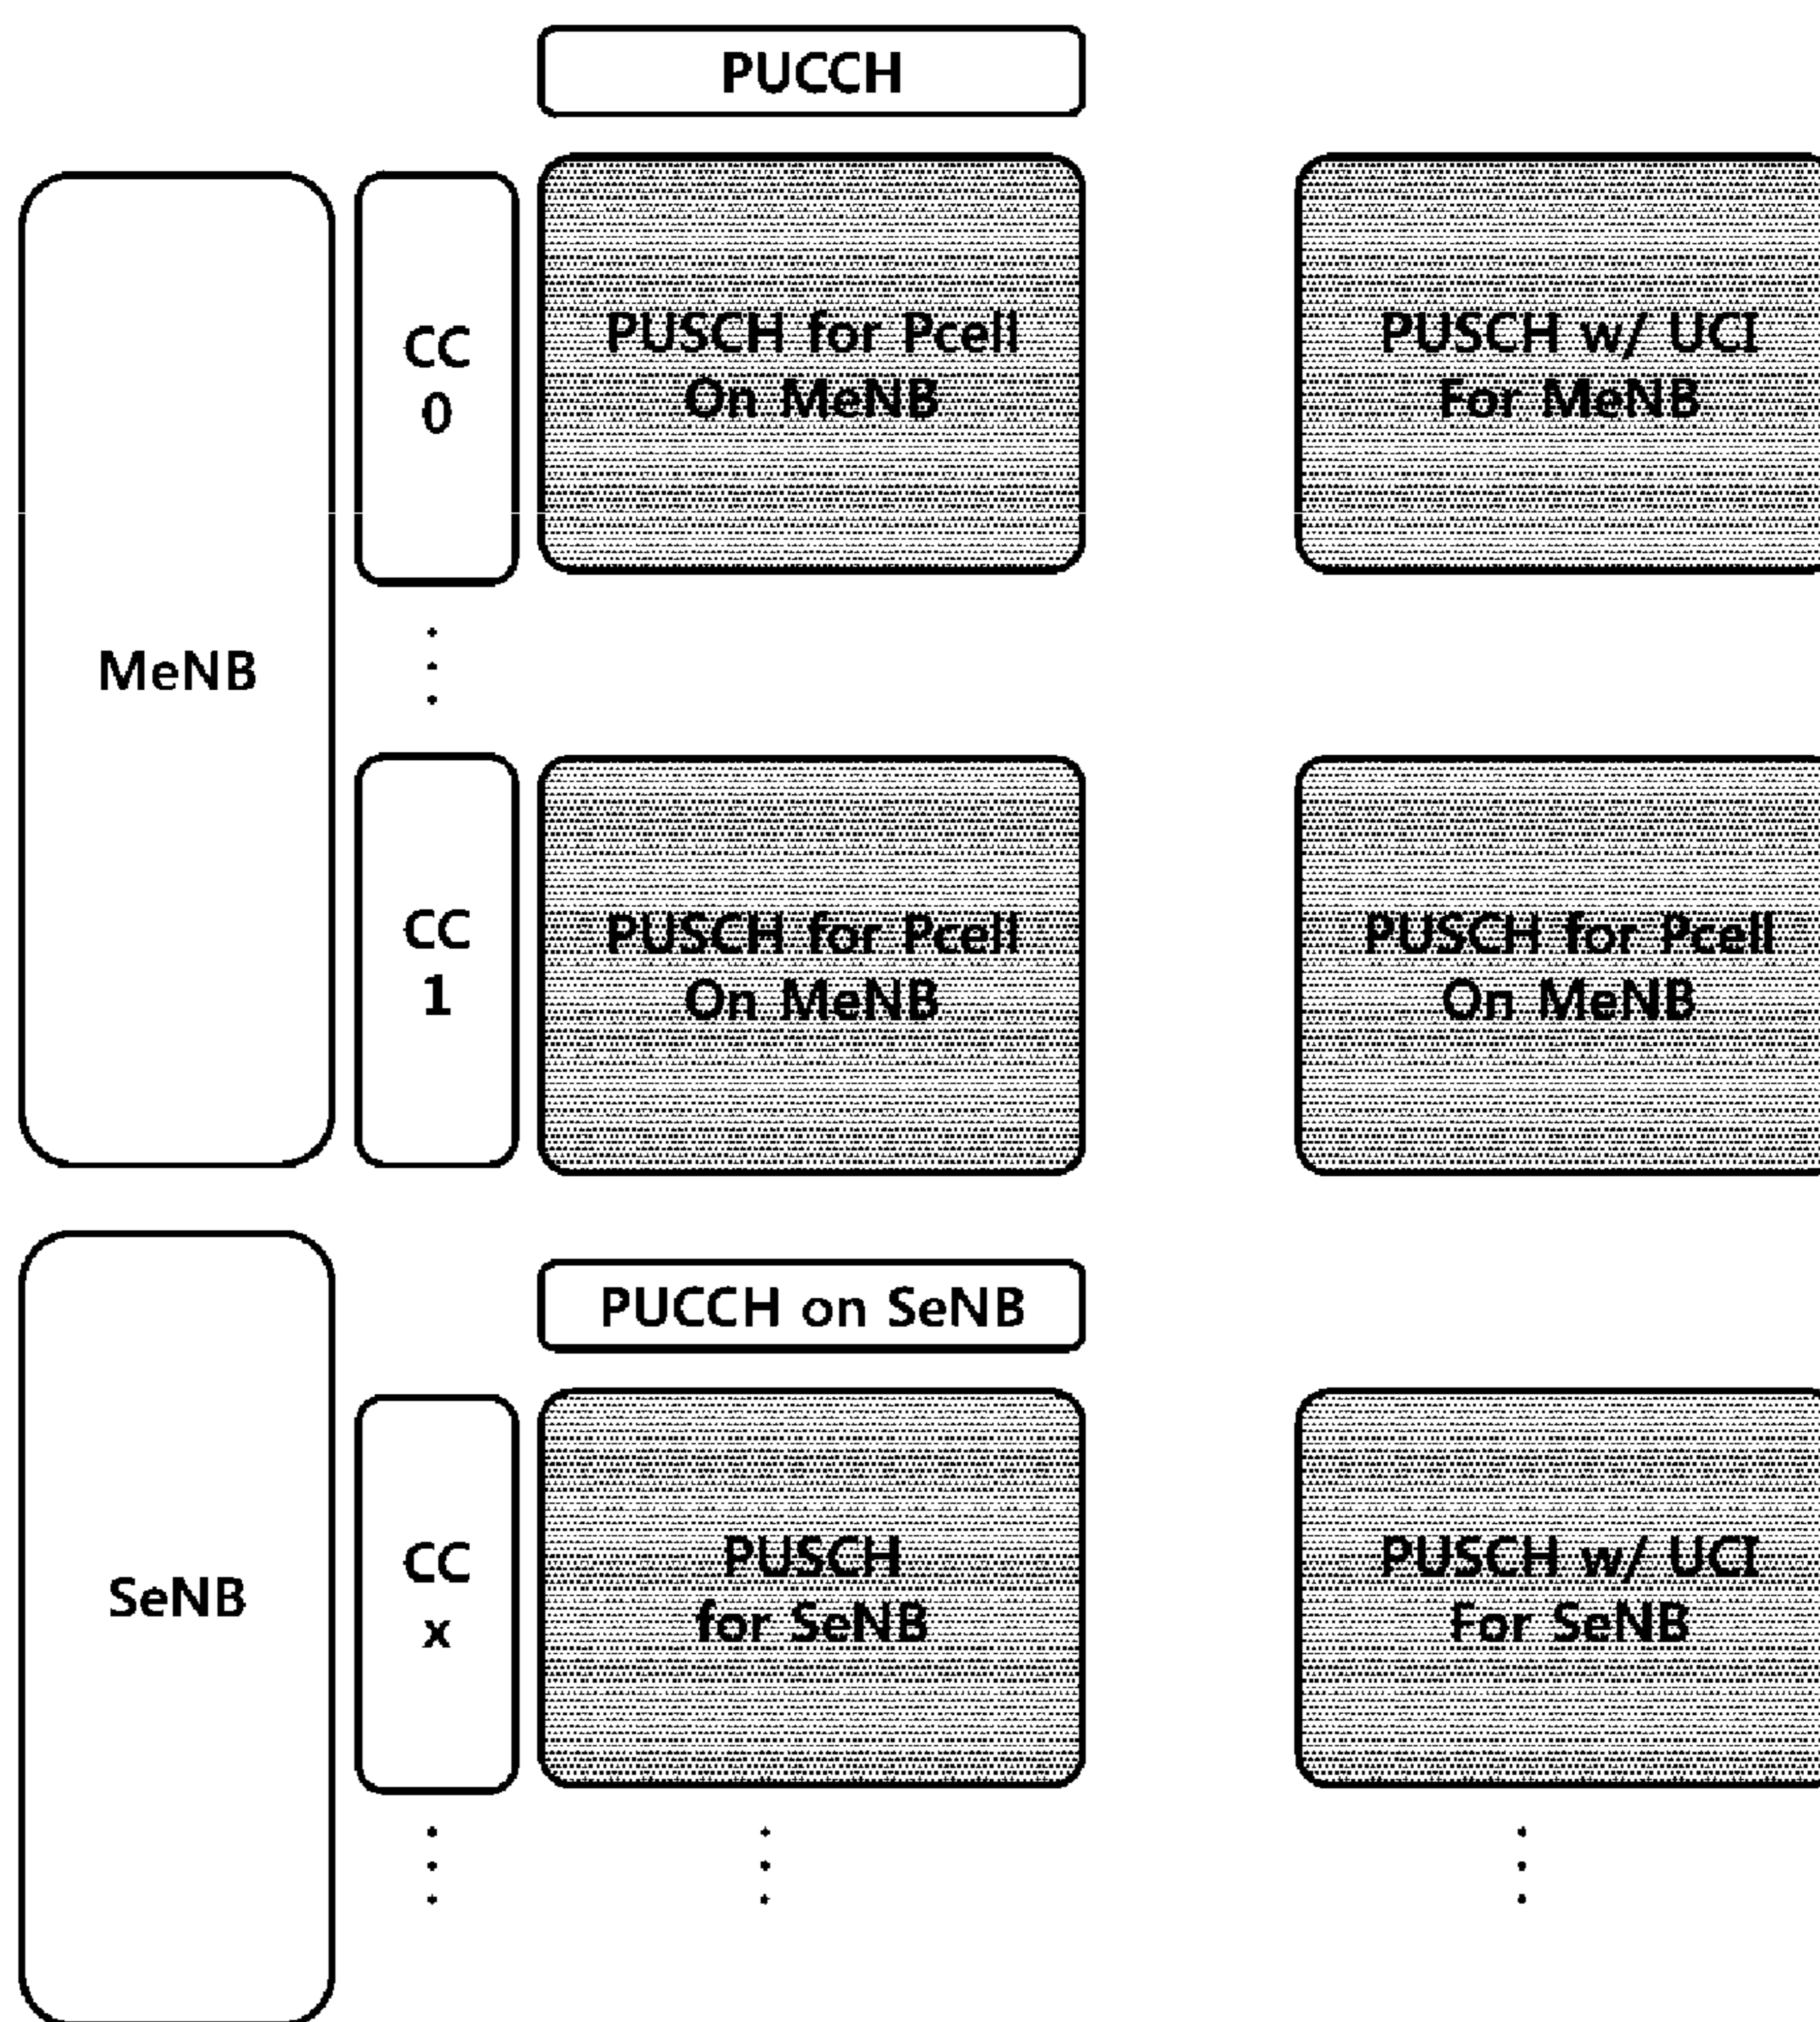 PUCCH
MeNB
CC
0
PUSCH for Pcell
On MeNB
PUSCH w/ UCI
For MeNB
CC
1
PUSCH for Pcell
On MeNB
PUSCH for Pcell
On MeNB
SeNB
PUCCH on SeNB
CC
x
PUSCH
for SeNB
PUSCH w/ UCI
For SeNB